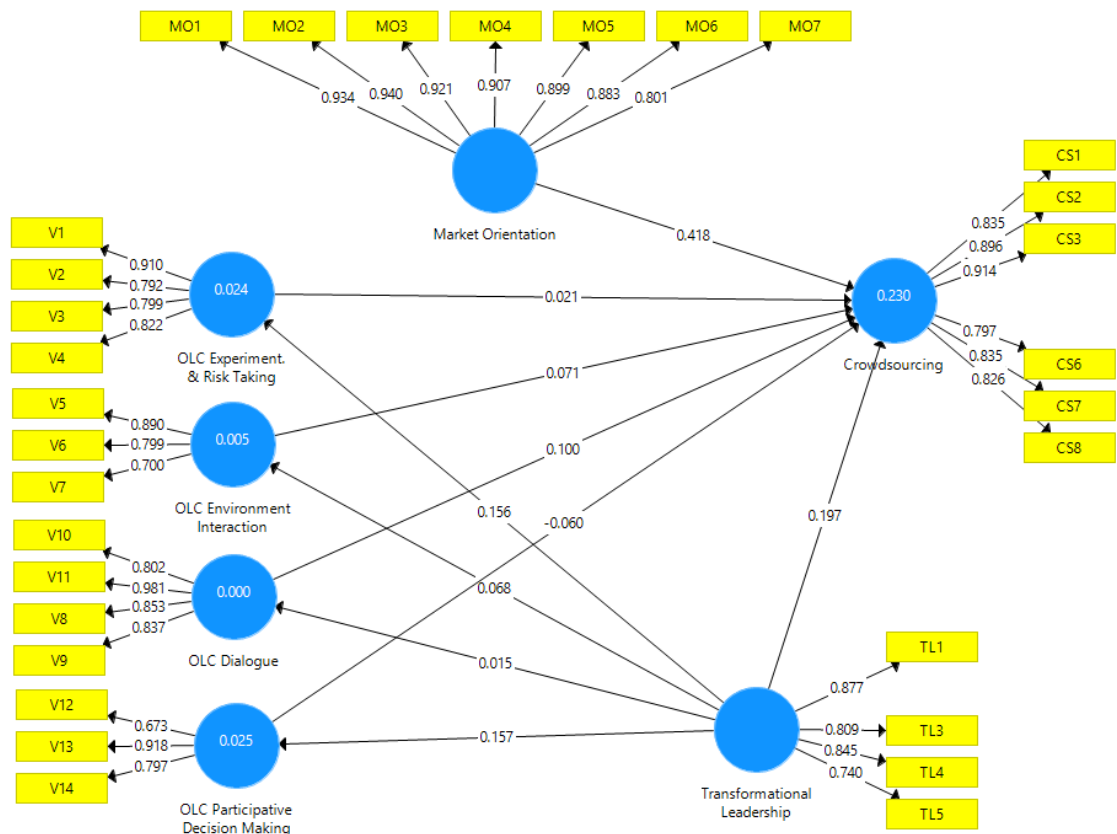 MO1
MO2
MO3
MO4
MO5
MO6
MO7
0.934
0.940
0.921
0.907
0.899
0.883
0.801
Market Orientation
0.418
CS1
CS2
CS3
CS6
CS7
CS8
0.835
0.896
0.914
0.797
0.835
0.826
0.230
Crowdsourcing
V1
V2
V3
V4
0.910
0.792
0.799
0.822
0.024
OLC Experiment.
& Risk Taking
0.021
V5
V6
V7
0.890
0.799
0.700
0.005
OLC Environment
Interaction
0.071
V10
V11
V8
V9
0.802
0.981
0.853
0.837
0.000
OLC Dialogue
0.100
V12
V13
V14
0.673
0.918
0.797
0.025
OLC Participative
Decision Making
-0.060
0.156
0.068
0.015
0.157
0.197
Transformational
Leadership
0.877
0.809
0.845
0.740
TL1
TL3
TL4
TL5